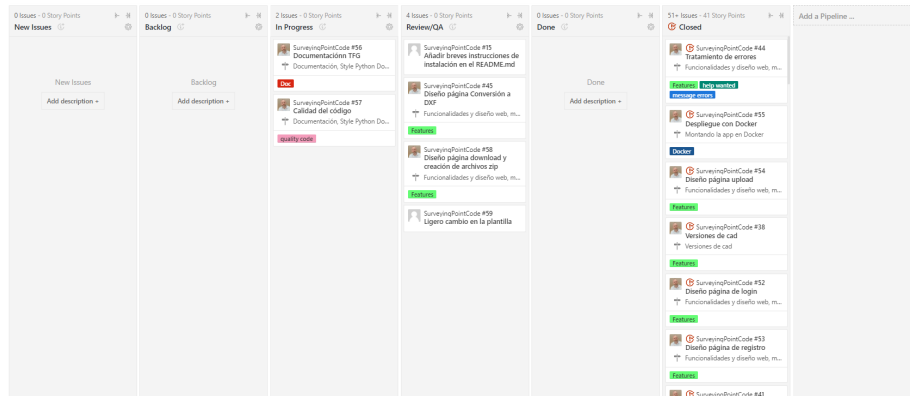 0 Issues - 0 Story Points
New Issues
New Issues
Add description +
0 Issues - 0 Story Points
Backlog
Backlog
Add description +
2 Issues - 0 Story Points
In Progress
SurveyingPointCode #56
Documentaciónn TFG
Documentación, Style Python Do...
Doc
SurveyingPointCode #57
Calidad del código
Documentación, Style Python Do...
quality code
4 Issues - 0 Story Points
Review/QA
SurveyingPointCode #15
Añadir breves instrucciones de
instalación en el README.md
SurveyingPointCode #45
Diseño página Conversión a
DXF
Funcionalidades y diseño web, m...
Features
SurveyingPointCode #58
Diseño página download y
creación de archivos zip
Funcionalidades y diseño web, m...
Features
SurveyingPointCode #59
Ligero cambio en la plantilla
0 Issues - 0 Story Points
Done
Done
Add description +
51+ Issues - 41 Story Points
Closed
SurveyingPointCode #44
Tratamiento de errores
Funcionalidades y diseño web, m...
Features help wanted
message errors
SurveyingPointCode #55
Despliegue con Docker
Montando la app en Docker
Docker
SurveyingPointCode #54
Diseño página upload
Funcionalidades y diseño web, m...
Features
SurveyingPointCode #38
Versiones de cad
Versiones de cad
Features
SurveyingPointCode #52
Diseño página de login
Funcionalidades y diseño web, m...
Features
SurveyingPointCode #53
Diseño página de registro
Funcionalidades y diseño web, m...
Features
SurveyingPointCode #41
Add a Pipeline ...